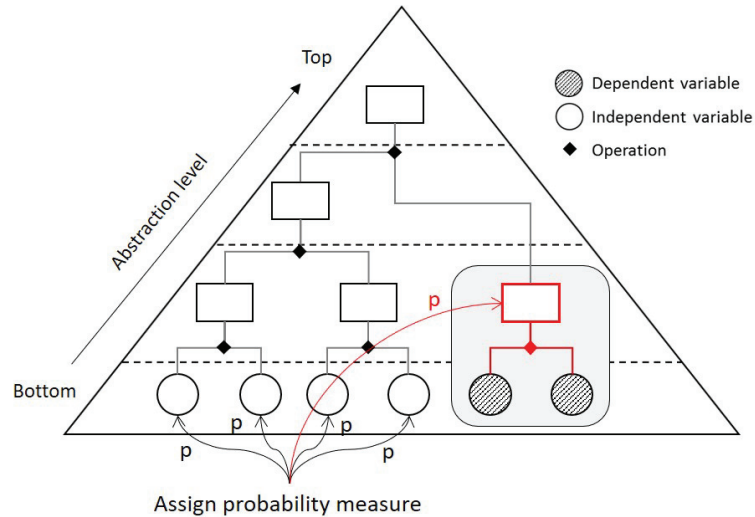 Top
Dependent variable
Independent variable
Operation
Abstraction level
p
Bottom
p
p
p
p
Assign probability measure